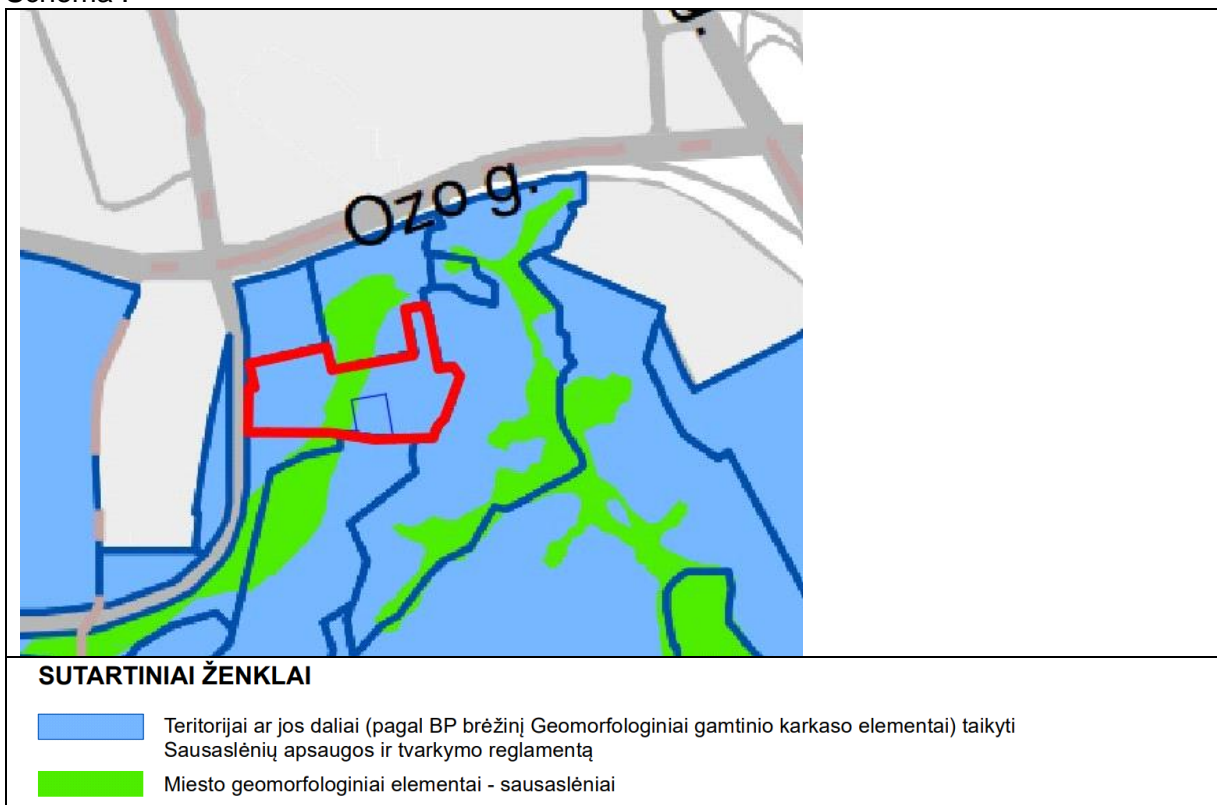 Ozo g.
SUTARTINIAI ŽENKLAI
Teritorijai ar jos daliai (pagal BP brėžinį Geomorfologiniai gamtinio karkaso elementai) taikyti
Sausaslėnių apsaugos ir tvarkymo reglamentą
Miesto geomorfologiniai elementai - sausaslėniai